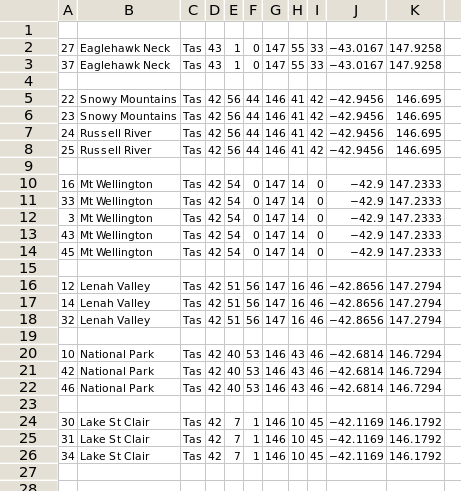 A B C D E F G H I J K
1
2 27 Eaglehawk Neck Tas 43 1 0 147 55 33 −43.0167 147.9258
3 37 Eaglehawk Neck Tas 43 1 0 147 55 33 −43.0167 147.9258
4
5 22 Snowy Mountains Tas 42 56 44 146 41 42 −42.9456 146.695
6 23 Snowy Mountains Tas 42 56 44 146 41 42 −42.9456 146.695
7 24 Russell River Tas 42 56 44 146 41 42 −42.9456 146.695
8 25 Russell River Tas 42 56 44 146 41 42 −42.9456 146.695
9
10 16 Mt Wellington Tas 42 54 0 147 14 0 −42.9 147.2333
11 33 Mt Wellington Tas 42 54 0 147 14 0 −42.9 147.2333
12 3 Mt Wellington Tas 42 54 0 147 14 0 −42.9 147.2333
13 43 Mt Wellington Tas 42 54 0 147 14 0 −42.9 147.2333
14 45 Mt Wellington Tas 42 54 0 147 14 0 −42.9 147.2333
15
16 12 Lenah Valley Tas 42 51 56 147 16 46 −42.8656 147.2794
17 14 Lenah Valley Tas 42 51 56 147 16 46 −42.8656 147.2794
18 32 Lenah Valley Tas 42 51 56 147 16 46 −42.8656 147.2794
19
20 10 National Park Tas 42 40 53 146 43 46 −42.6814 146.7294
21 42 National Park Tas 42 40 53 146 43 46 −42.6814 146.7294
22 46 National Park Tas 42 40 53 146 43 46 −42.6814 146.7294
23
24 30 Lake St Clair Tas 42 7 1 146 10 45 −42.1169 146.1792
25 31 Lake St Clair Tas 42 7 1 146 10 45 −42.1169 146.1792
26 34 Lake St Clair Tas 42 7 1 146 10 45 −42.1169 146.1792
27
28